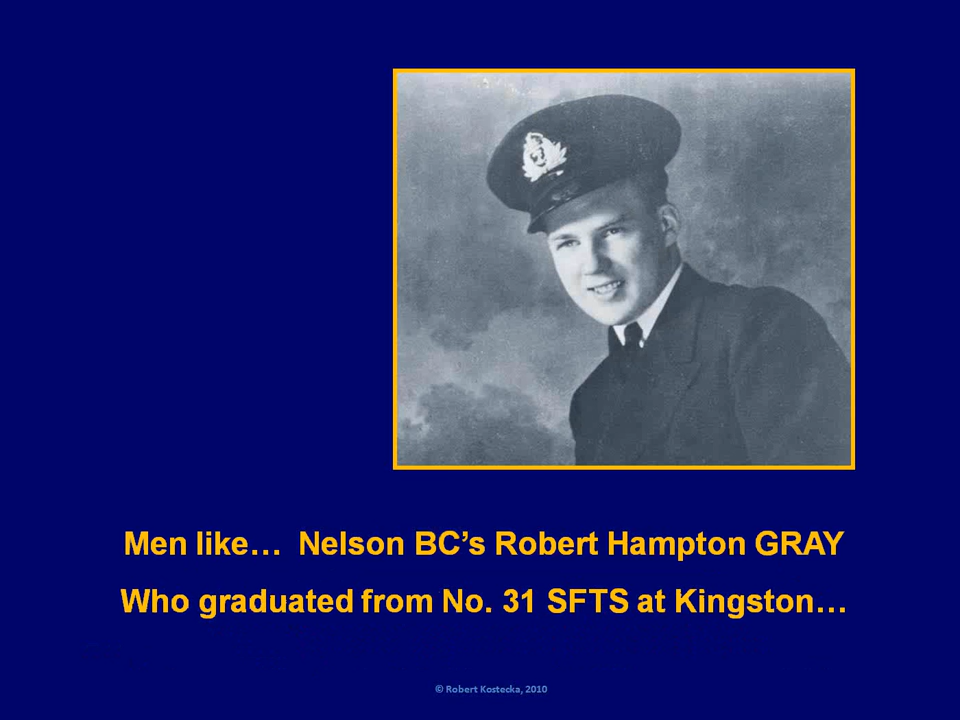 Men like… Nelson BC’s Robert Hampton GRAY
Who graduated from No. 31 SFTS at Kingston…
© Robert Kostecka, 2010